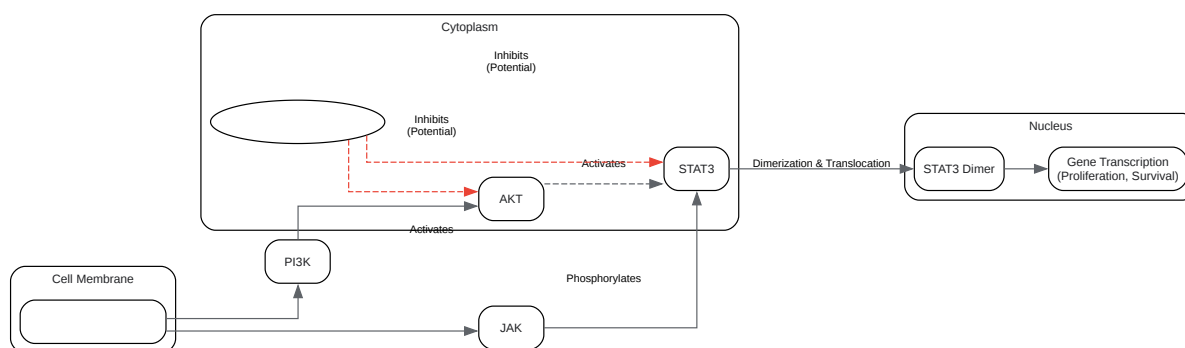 Cytoplasm
Inhibits
(Potential)
Inhibits
(Potential)
Activates
STAT3
AKT
Activates
PI3K
Phosphorylates
JAK
Cell Membrane
Dimerization & Translocation
Nucleus
STAT3 Dimer
Gene Transcription
(Proliferation, Survival)